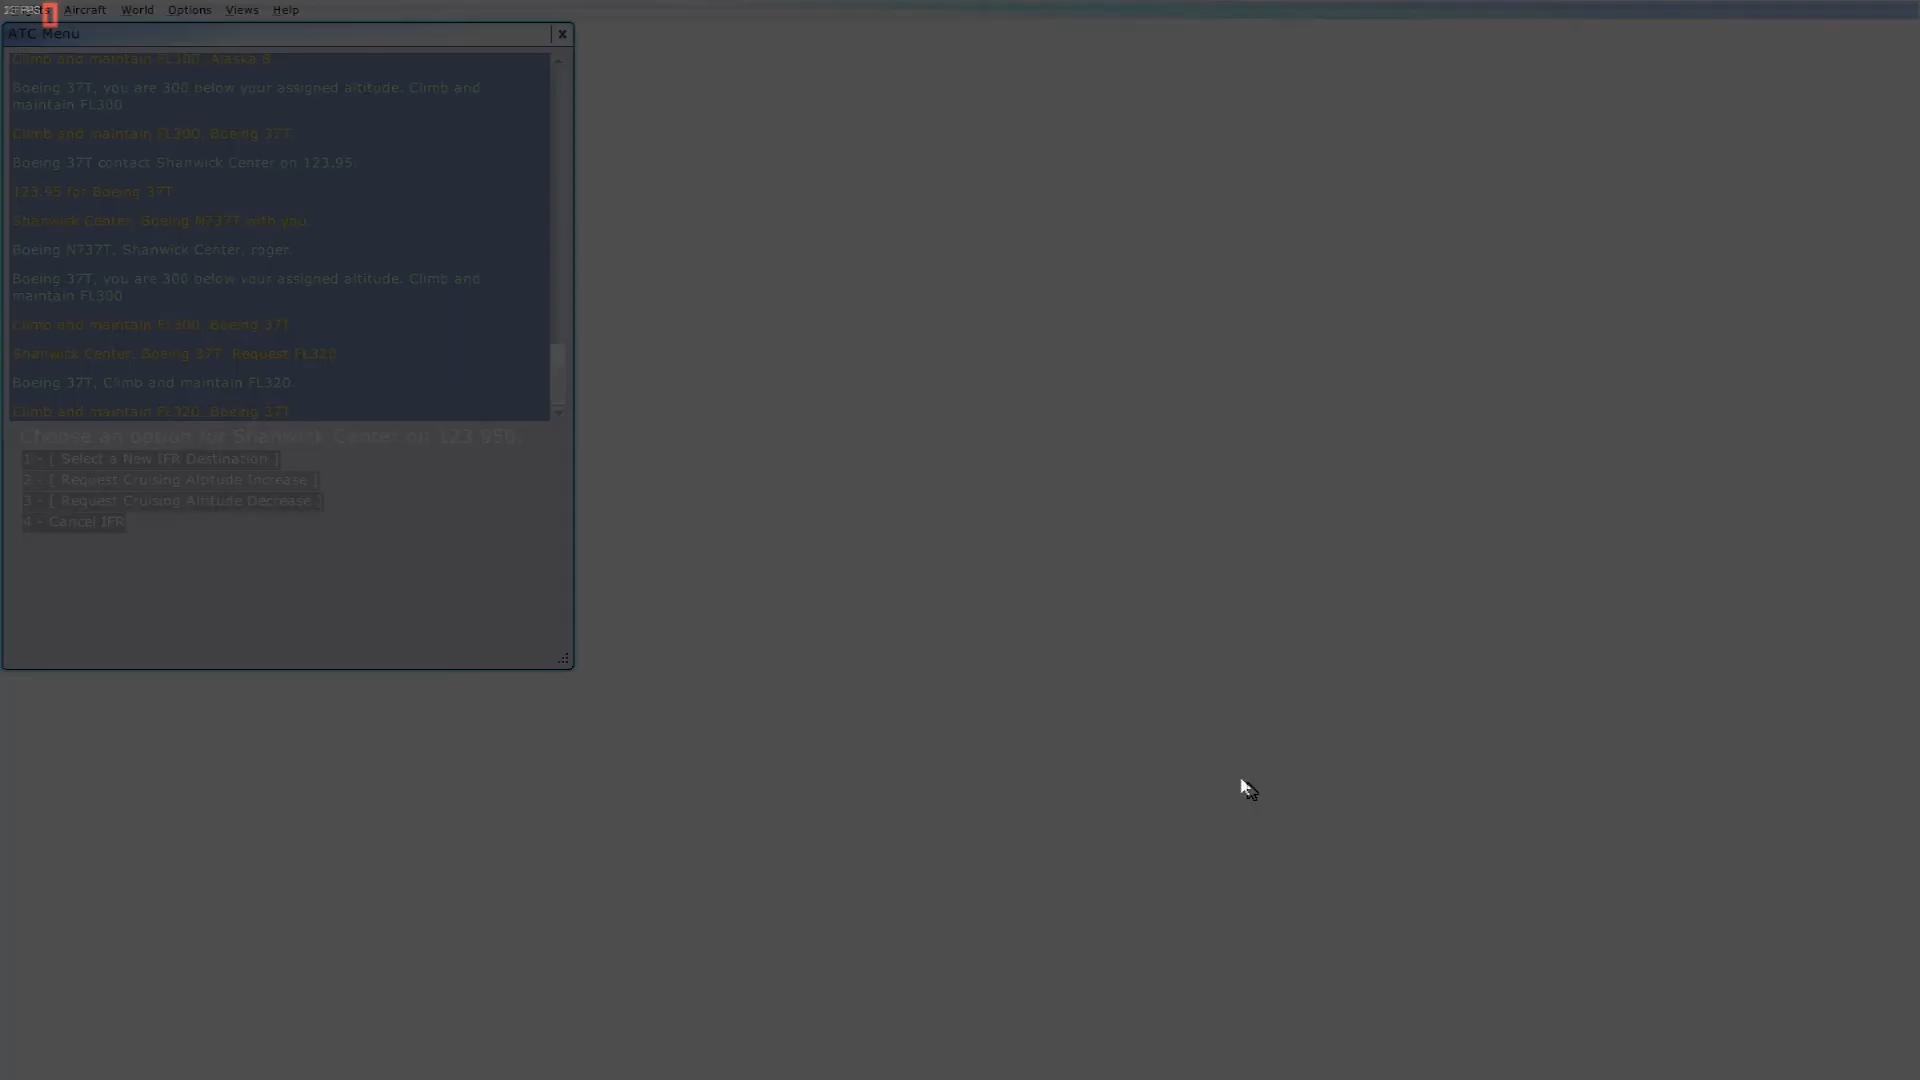 Aircraft World Options Views Help
ATC Menu
Climb and maintain FL300, Alaska 8
Boeing 37T, you are 300 below your assigned altitude. Climb and
maintain FL300
Climb and maintain FL300, Boeing 37T
Boeing 37T contact Shanwick Center on 123.95.
123.95 for Boeing 37T
Shanwick Center, Boeing N737T with you.
Boeing N737T, Shanwick Center, roger.
Boeing 37T, you are 300 below your assigned altitude. Climb and
maintain FL300
Climb and maintain FL300, Boeing 37T
Shanwick Center, Boeing 37T, Request FL320
Boeing 37T, Climb and maintain FL320.
Climb and maintain FL320, Boeing 37T
Choose an option for Shanwick Center on 123.950:
1 - [ Select a New IFR Destination ]
2 - [ Request Cruising Altitude Increase ]
3 - [ Request Cruising Altitude Decrease ]
4 - Cancel IFR